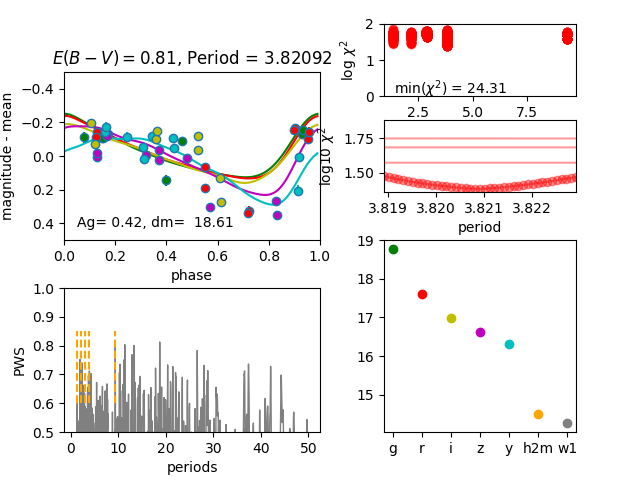 E(B − V) = 0.81, Period = 3.82092
magnitude - mean
−0.4
−0.2
0.0
0.2
0.4
Ag= 0.42, dm=  18.61
0.0 0.2 0.4 0.6 0.8 1.0
phase
log χ²
2
1
0
min(χ²) = 24.31
2.5 5.0 7.5
log10 χ²
1.75
1.50
3.819 3.820 3.821 3.822
period
PWS
1.0
0.9
0.8
0.7
0.6
0.5
0 10 20 30 40 50
periods
19
18
17
16
15
g r i z y h2m w1